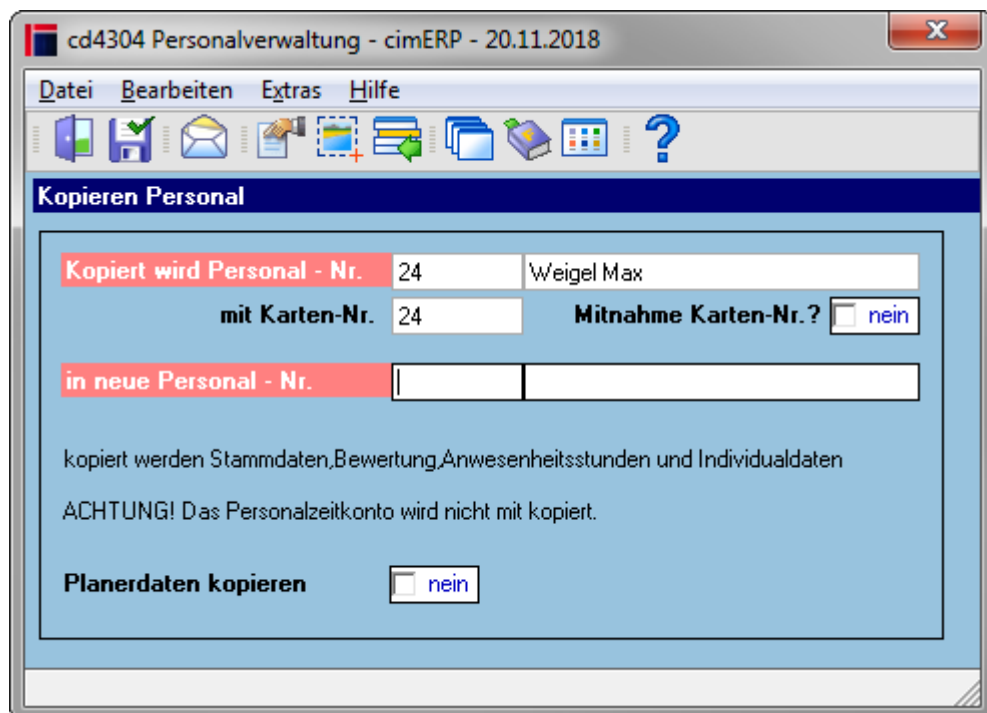 cd4304 Personalverwaltung - cimERP - 20.11.2018
Datei Bearbeiten Extras Hilfe
Kopieren Personal
Kopiert wird Personal - Nr. 24 Weigel Max
mit Karten-Nr. 24 Mitnahme Karten-Nr.? nein
in neue Personal - Nr.
kopiert werden Stammdaten,Bewertung,Anwesenheitsstunden und Individualdaten
ACHTUNG! Das Personalzeitkonto wird nicht mit kopiert.
Planerdaten kopieren nein